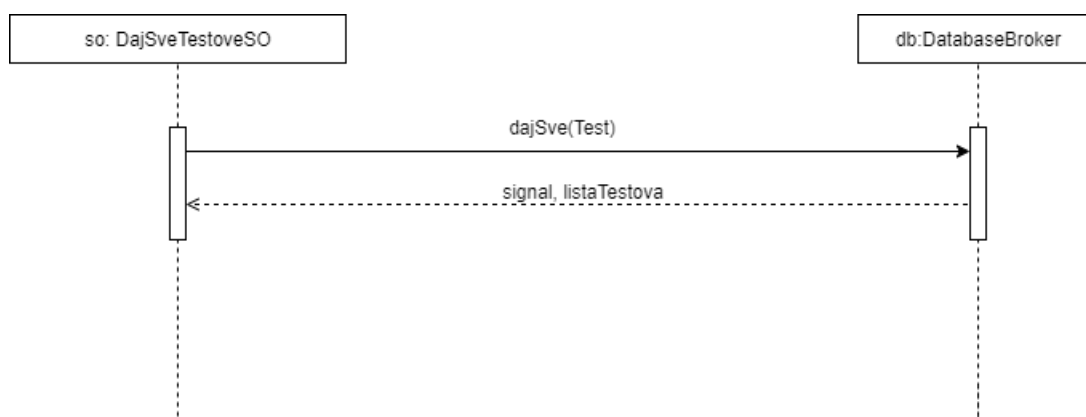 so: DajSveTestoveSO
db:DatabaseBroker
dajSve(Test)
signal, listaTestova